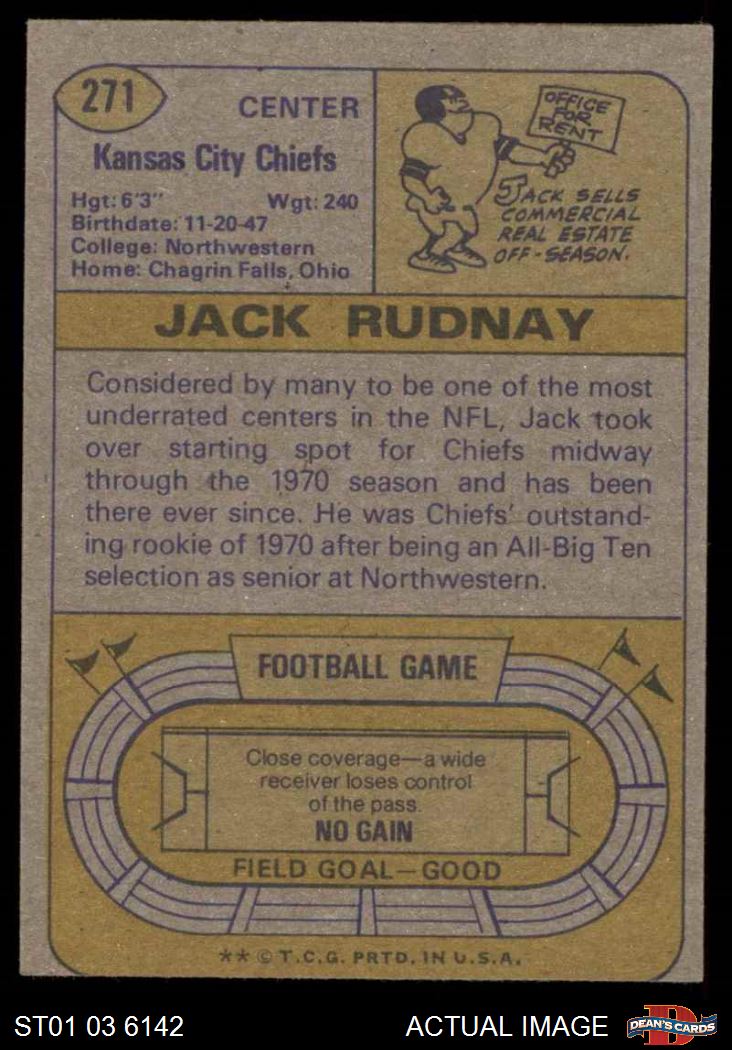 271
CENTER
Kansas City Chiefs
Hgt: 6'3" Wgt: 240
Birthdate: 11-20-47
College: Northwestern
Home: Chagrin Falls, Ohio
OFFICE
FOR
RENT
JACK SELLS
COMMERCIAL
REAL ESTATE
OFF-SEASON.
JACK RUDNAY
Considered by many to be one of the most
underrated centers in the NFL, Jack took
over starting spot for Chiefs midway
through the 1970 season and has been
there ever since. He was Chiefs' outstand-
ing rookie of 1970 after being an All-Big Ten
selection as senior at Northwestern.
FOOTBALL GAME
Close coverage—a wide
receiver loses control
of the pass.
NO GAIN
FIELD GOAL—GOOD
** © T.C.G. PRTD. IN U.S.A.
ST01 03 6142
ACTUAL IMAGE
D
DEAN'S CARDS